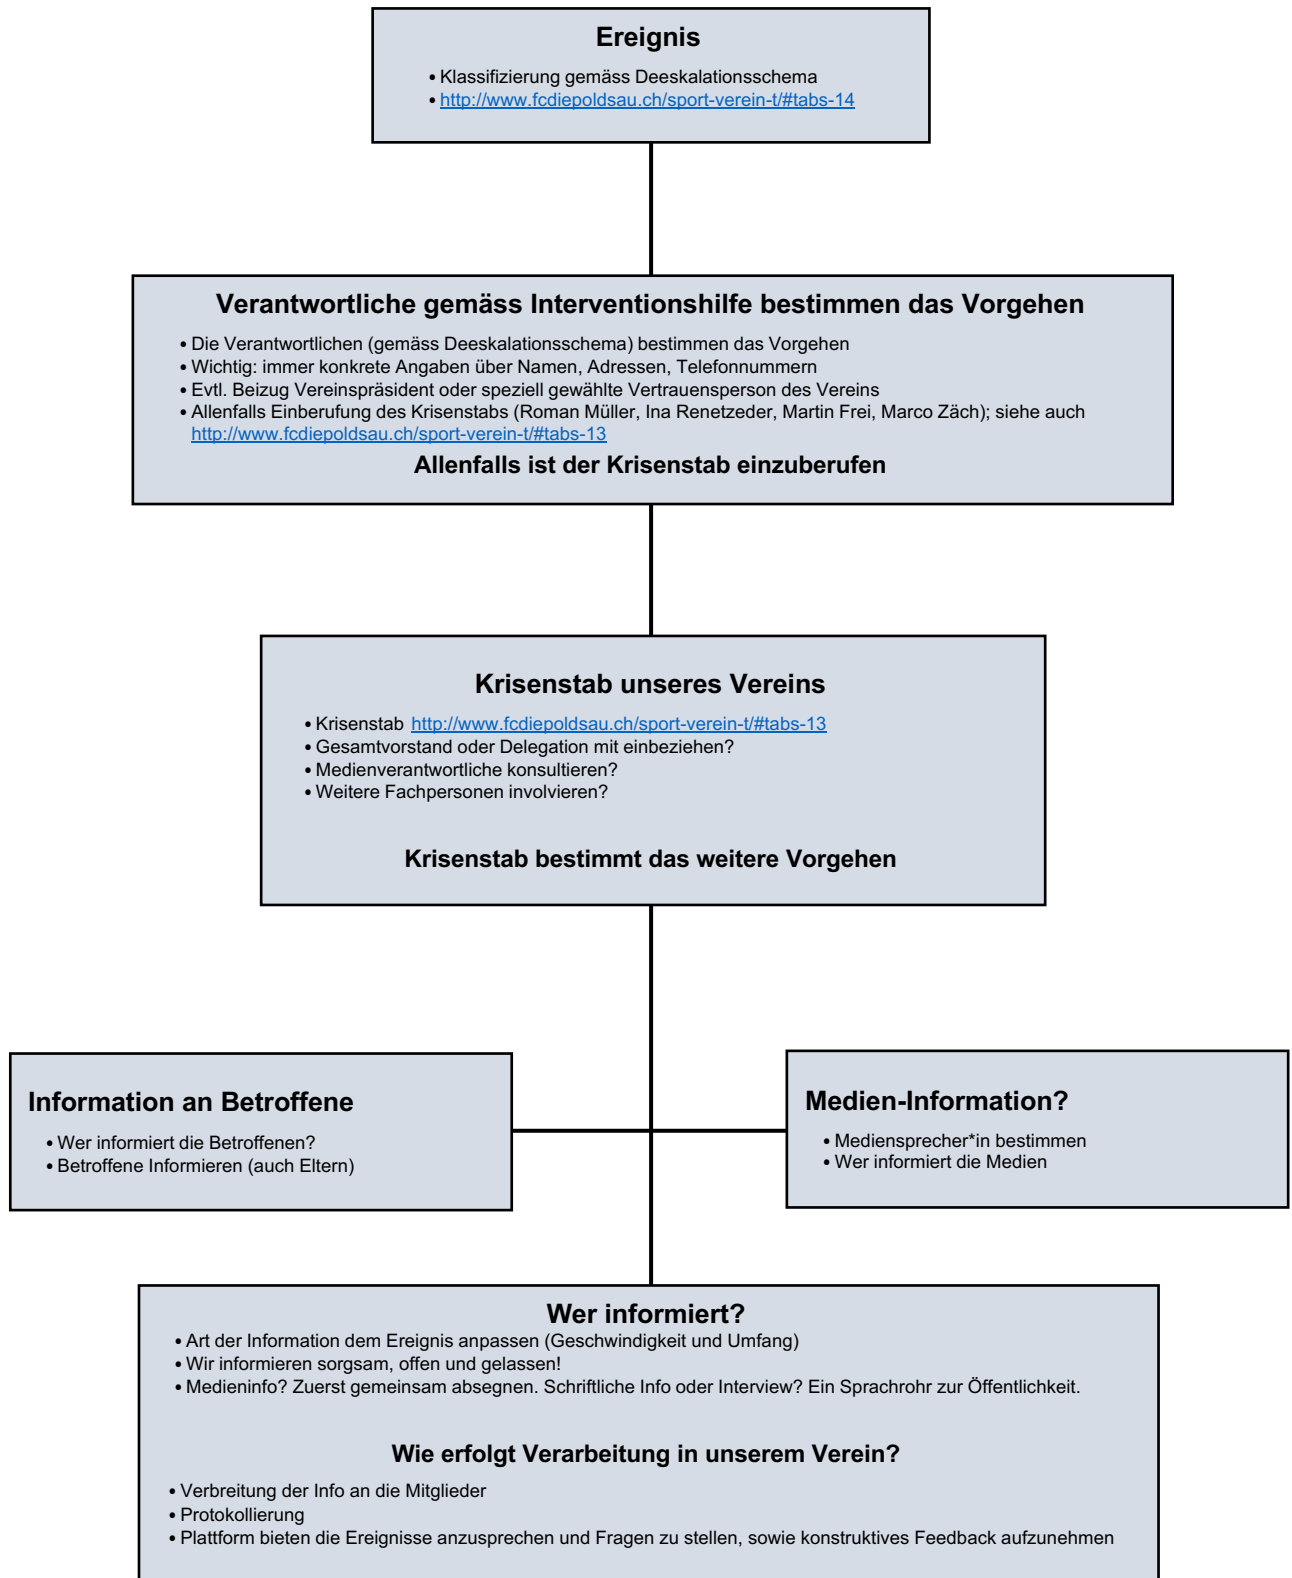 Ereignis
• Klassifizierung gemäss Deeskalationsschema
• http://www.fcdiepoldsau.ch/sport-verein-t/#tabs-14
Verantwortliche gemäss Interventionshilfe bestimmen das Vorgehen
• Die Verantwortlichen (gemäss Deeskalationsschema) bestimmen das Vorgehen
• Wichtig: immer konkrete Angaben über Namen, Adressen, Telefonnummern
• Evtl. Beizug Vereinspräsident oder speziell gewählte Vertrauensperson des Vereins
• Allenfalls Einberufung des Krisenstabs (Roman Müller, Ina Renetzeder, Martin Frei, Marco Zäch); siehe auch
http://www.fcdiepoldsau.ch/sport-verein-t/#tabs-13
Allenfalls ist der Krisenstab einzuberufen
Krisenstab unseres Vereins
• Krisenstab http://www.fcdiepoldsau.ch/sport-verein-t/#tabs-13
• Gesamtvorstand oder Delegation mit einbeziehen?
• Medienverantwortliche konsultieren?
• Weitere Fachpersonen involvieren?
Krisenstab bestimmt das weitere Vorgehen
Information an Betroffene
• Wer informiert die Betroffenen?
• Betroffene Informieren (auch Eltern)
Medien-Information?
• Mediensprecher*in bestimmen
• Wer informiert die Medien
Wer informiert?
• Art der Information dem Ereignis anpassen (Geschwindigkeit und Umfang)
• Wir informieren sorgsam, offen und gelassen!
• Medieninfo? Zuerst gemeinsam absegnen. Schriftliche Info oder Interview? Ein Sprachrohr zur Öffentlichkeit.
Wie erfolgt Verarbeitung in unserem Verein?
• Verbreitung der Info an die Mitglieder
• Protokollierung
• Plattform bieten die Ereignisse anzusprechen und Fragen zu stellen, sowie konstruktives Feedback aufzunehmen